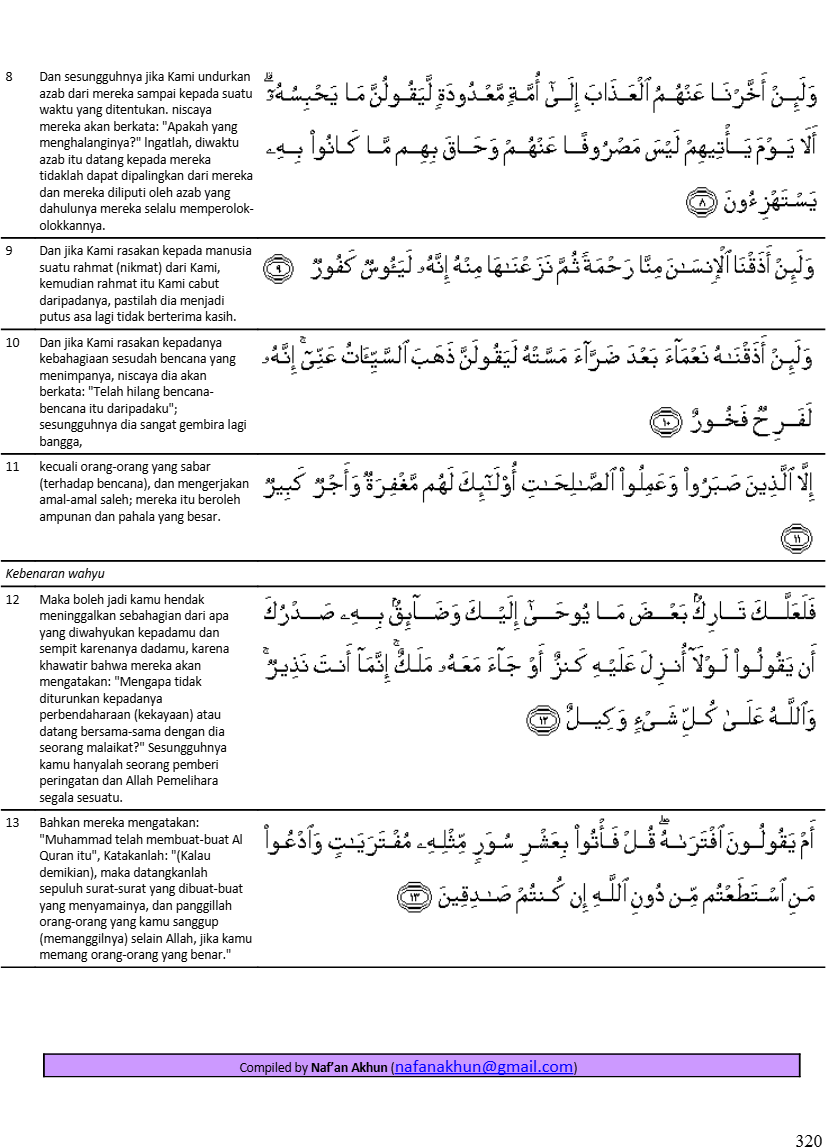 8
Dan sesungguhnya jika Kami undurkan
azab dari mereka sampai kepada suatu
waktu yang ditentukan. niscaya
mereka akan berkata: "Apakah yang
menghalanginya?" lngatlah, diwaktu
azab itu datang kepada mereka
tidaklah dapat dipalingkan dari mereka
dan mereka diliputi oleh azab yang
dahulunya mereka selalu memperolok-
olokkannya.
وَلَئِنْ أَخَّرْنَا عَنْهُمُ ٱلْعَذَابَ إِلَىٰٓ أُمَّةٍ مَّعْدُودَةٍ لَّيَقُولُنَّ مَا يَحْبِسُهُۥٓ ۗ
أَلَا يَوْمَ يَأْتِيهِمْ لَيْسَ مَصْرُوفًا عَنْهُمْ وَحَاقَ بِهِم مَّا كَانُوا۟ بِهِۦ
يَسْتَهْزِءُونَ ٨
9
Dan jika Kami rasakan kepada manusia
suatu rahmat (nikmat) dari Kami,
kemudian rahmat itu Kami cabut
daripadanya, pastilah dia menjadi
putus asa lagi tidak berterima kasih.
وَلَئِنْ أَذَقْنَا ٱلْإِنسَٰنَ مِنَّا رَحْمَةً ثُمَّ نَزَعْنَٰهَا مِنْهُ إِنَّهُۥ لَيَـُٔوسٌ كَفُورٌ ٩
10
Dan jika Kami rasakan kepadanya
kebahagiaan sesudah bencana yang
menimpanya, niscaya dia akan
berkata: "Telah hilang bencana-
bencana itu daripadaku";
sesungguhnya dia sangat gembira lagi
bangga,
وَلَئِنْ أَذَقْنَٰهُ نَعْمَآءَ بَعْدَ ضَرَّآءَ مَسَّتْهُ لَيَقُولَنَّ ذَهَبَ ٱلسَّيِّـَٔاتُ عَنِّىٓ ۚ إِنَّهُۥ
لَفَرِحٌ فَخُورٌ ١٠
11
kecuali orang-orang yang sabar
(terhadap bencana), dan mengerjakan
amal-amal saleh; mereka itu beroleh
ampunan dan pahala yang besar.
إِلَّا ٱلَّذِينَ صَبَرُوا۟ وَعَمِلُوا۟ ٱلصَّٰلِحَٰتِ أُو۟لَٰٓئِكَ لَهُم مَّغْفِرَةٌ وَأَجْرٌ كَبِيرٌ
١١
Kebenaran wahyu
12
Maka boleh jadi kamu hendak
meninggalkan sebahagian dari apa
yang diwahyukan kepadamu dan
sempit karenanya dadamu, karena
khawatir bahwa mereka akan
mengatakan: "Mengapa tidak
diturunkan kepadanya
perbendaharaan (kekayaan) atau
datang bersama-sama dengan dia
seorang malaikat?" Sesungguhnya
kamu hanyalah seorang pemberi
peringatan dan Allah Pemelihara
segala sesuatu.
فَلَعَلَّكَ تَارِكٌۢ بَعْضَ مَا يُوحَىٰٓ إِلَيْكَ وَضَآئِقٌۢ بِهِۦ صَدْرُكَ
أَن يَقُولُوا۟ لَوْلَآ أُنزِلَ عَلَيْهِ كَنزٌ أَوْ جَآءَ مَعَهُۥ مَلَكٌ ۚ إِنَّمَآ أَنتَ نَذِيرٌ ۚ
وَٱللَّهُ عَلَىٰ كُلِّ شَىْءٍ وَكِيلٌ ١٢
13
Bahkan mereka mengatakan:
"Muhammad telah membuat-buat Al
Quran itu", Katakanlah: "(Kalau
demikian), maka datangkanlah
sepuluh surat-surat yang dibuat-buat
yang menyamainya, dan panggillah
orang-orang yang kamu sanggup
(memanggilnya) selain Allah, jika kamu
memang orang-orang yang benar."
أَمْ يَقُولُونَ ٱفْتَرَىٰهُ ۖ قُلْ فَأْتُوا۟ بِعَشْرِ سُوَرٍ مِّثْلِهِۦ مُفْتَرَيَٰتٍ وَٱدْعُوا۟
مَنِ ٱسْتَطَعْتُم مِّن دُونِ ٱللَّهِ إِن كُنتُمْ صَٰدِقِينَ ١٣
Compiled by Naf'an Akhun (nafanakhun@gmail.com)
320